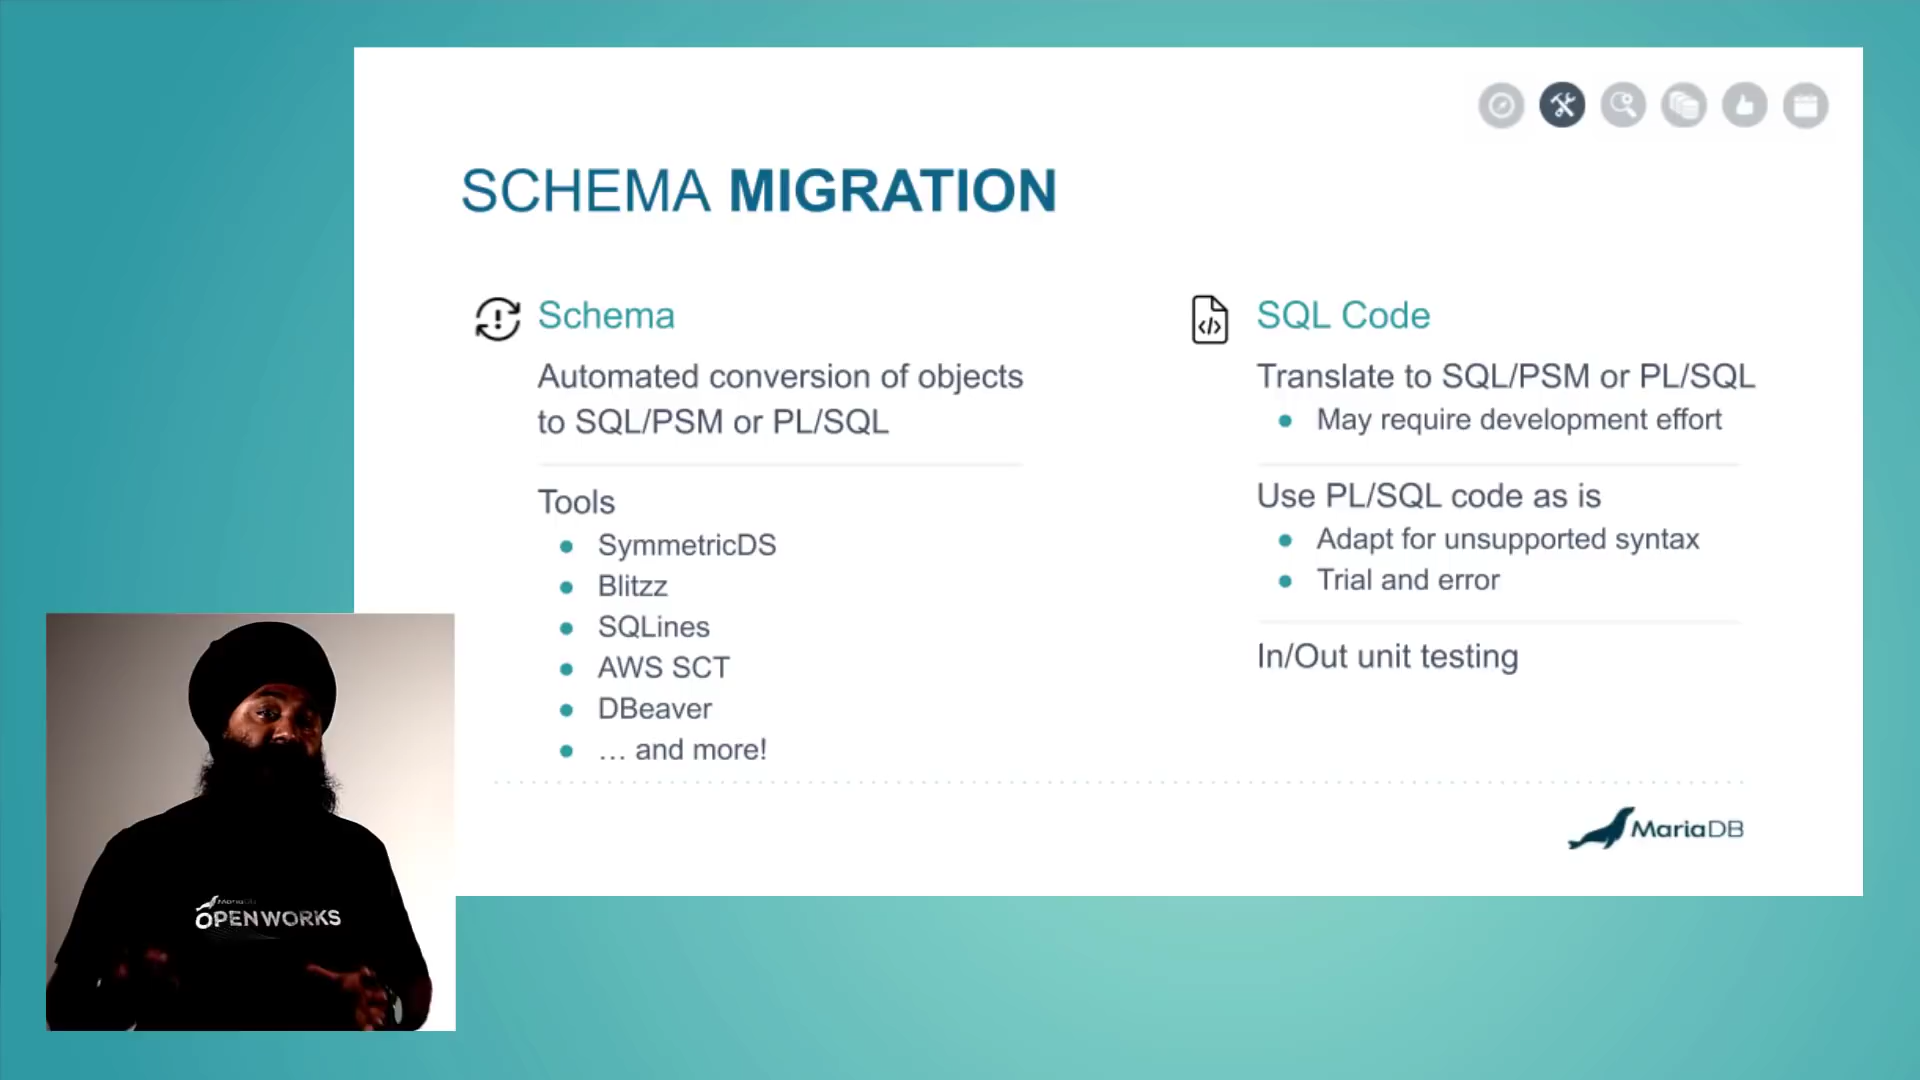 SCHEMA MIGRATION
Schema
Automated conversion of objects
to SQL/PSM or PL/SQL
Tools
SymmetricDS
Blitzz
SQLines
AWS SCT
DBeaver
… and more!
SQL Code
Translate to SQL/PSM or PL/SQL
May require development effort
Use PL/SQL code as is
Adapt for unsupported syntax
Trial and error
In/Out unit testing
MariaDB
MariaDB
OPENWORKS